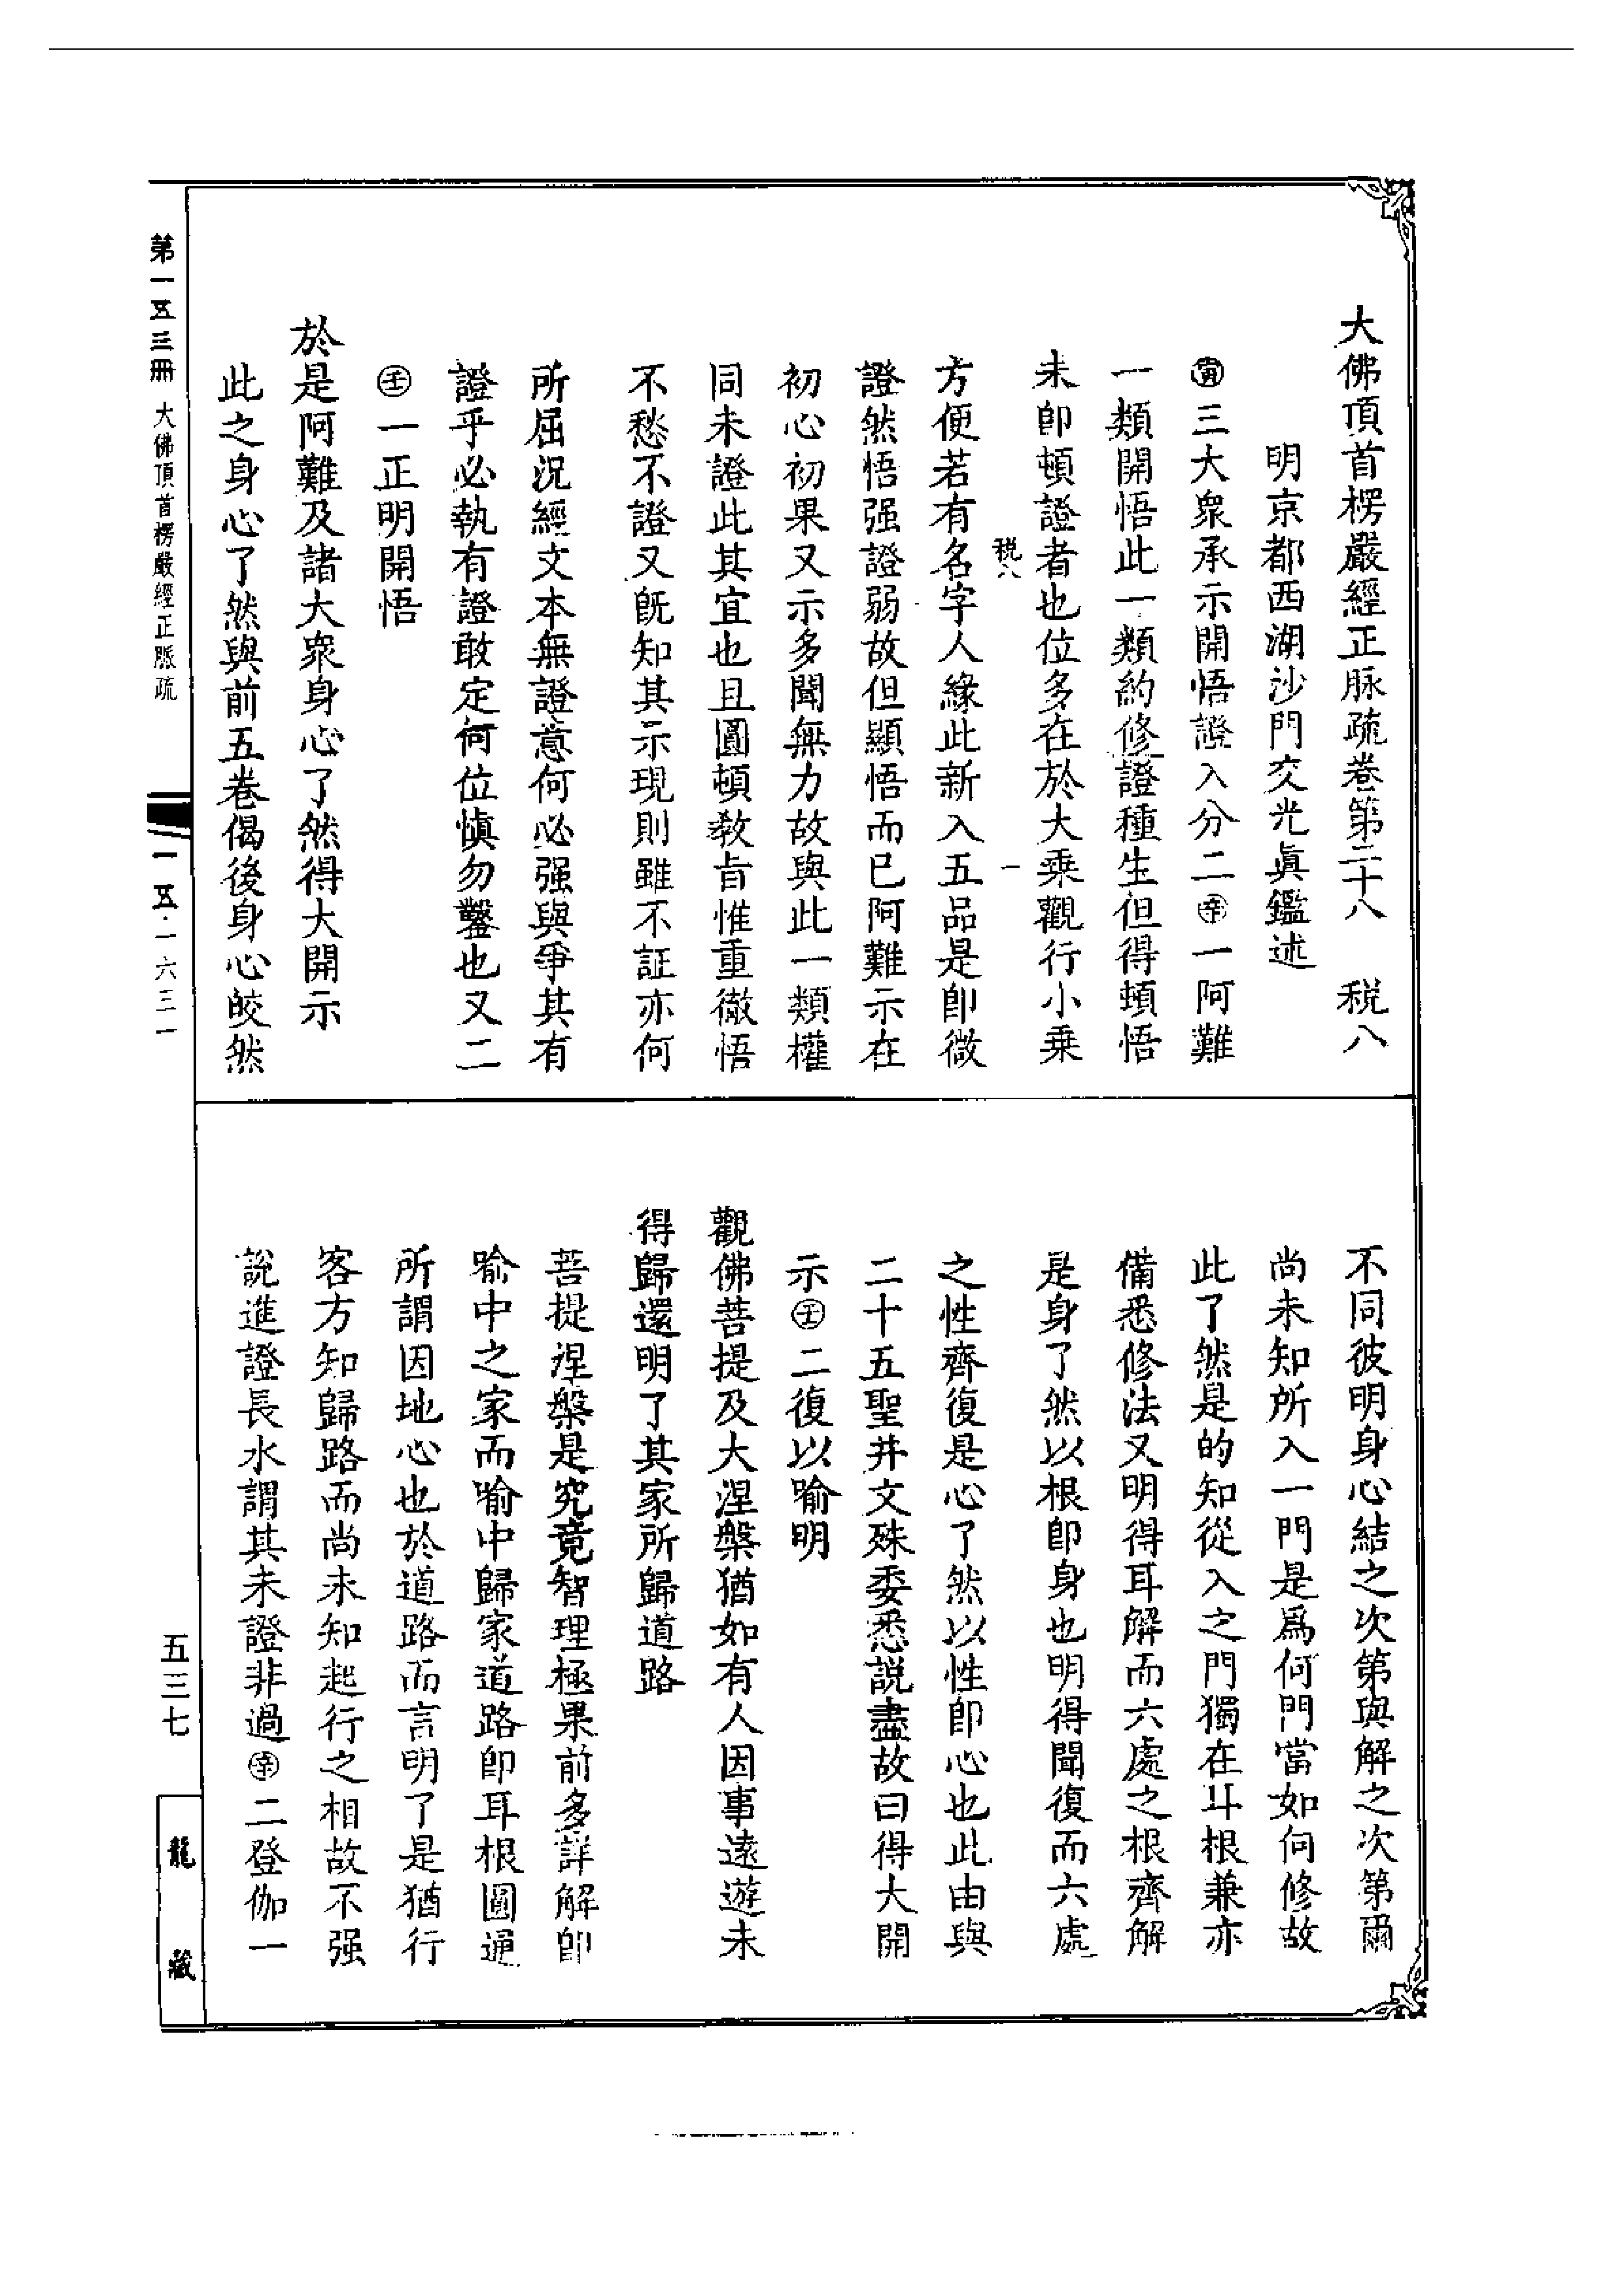 大佛頂首楞嚴經正脉疏卷第二十八　税八
明京都西湖沙門交光眞鑑述
㊢三大衆承示開悟證入分二㊢一阿難
一類開悟此一類約修證種生但得頓悟
未卽頓證者也位多在於大乘觀行小乘
税八　一
方便若有名字人緣此新入五品是卽微
證然悟强證弱故但顯悟而已阿難示在
初心初果又示多聞無力故與此一類權
同未證此其宜也且圓頓教旨惟重徹悟
不愁不證又旣知其示現則雖不証亦何
所屈況經文本無證意何必强與爭其有
證乎必執有證敢定何位慎勿鑿也又二
㊢一正明開悟
於是阿難及諸大衆身心了然得大開示
此之身心了然與前五卷偈後身心皎然
不同彼明身心結之次第與解之次第爾
尚未知所入一門是爲何門當如何修故
此了然是的知從入之門獨在耳根兼亦
備悉修法又明得耳解而六處之根齊解
是身了然以根卽身也明得聞復而六處
之性齊復是心了然以性卽心也此由與
二十五聖并文殊委悉説盡故曰得大開
示㊢二復以喻明
觀佛菩提及大涅槃猶如有人因事遠遊未
得歸還明了其家所歸道路
菩提涅槃是究竟智理極果前多詳解卽
喻中之家而喻中歸家道路卽耳根圓通
所謂因地心也於道路而言明了是猶行
客方知歸路而尚未知起行之相故不强
說進證長水謂其未證非過㊢二登伽一
第一五三冊　大佛頂首楞嚴經正脈疏
一五·一六三一
五三七
龍藏